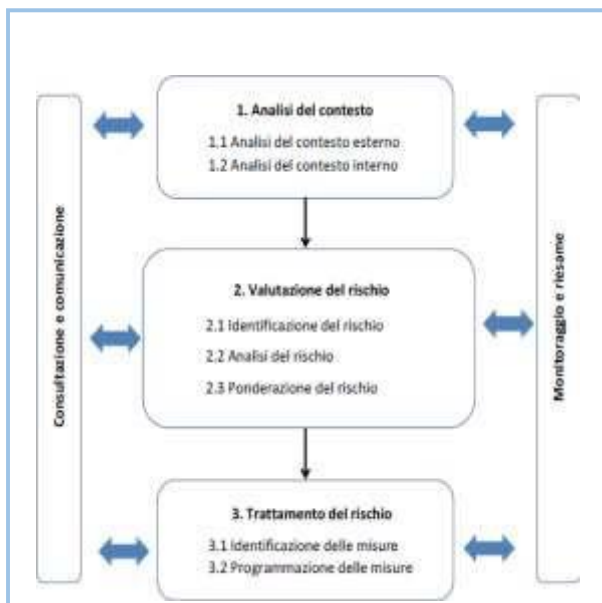 Consultazione e comunicazione
1. Analisi del contesto
1.1 Analisi del contesto esterno
1.2 Analisi del contesto interno
2. Valutazione del rischio
2.1 Identificazione del rischio
2.2 Analisi del rischio
2.3 Ponderazione del rischio
3. Trattamento del rischio
3.1 Identificazione delle misure
3.2 Programmazione delle misure
Monitoraggio e riesame